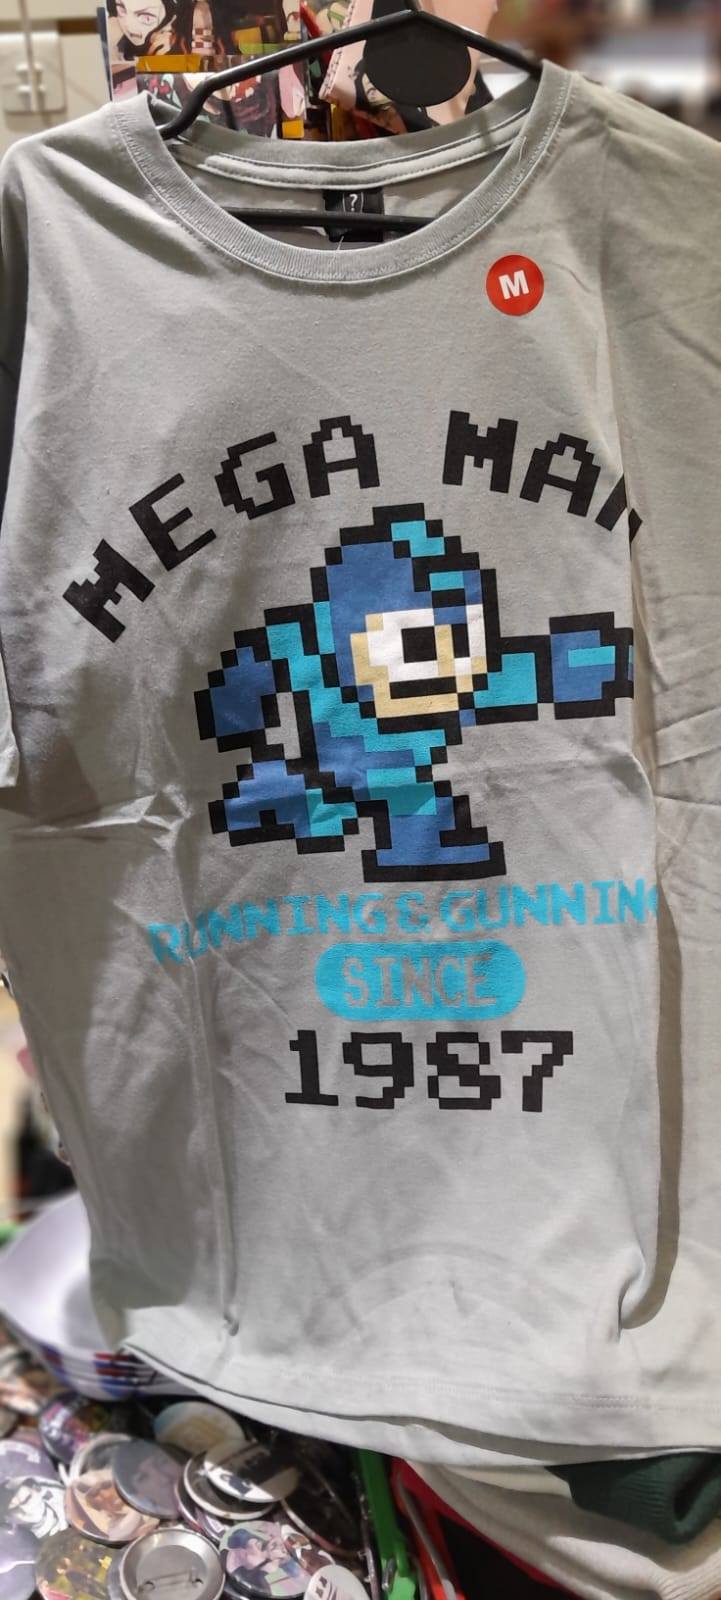 ?
M
MEGA MAN
RUNNING & GUNNING
SINCE
1987